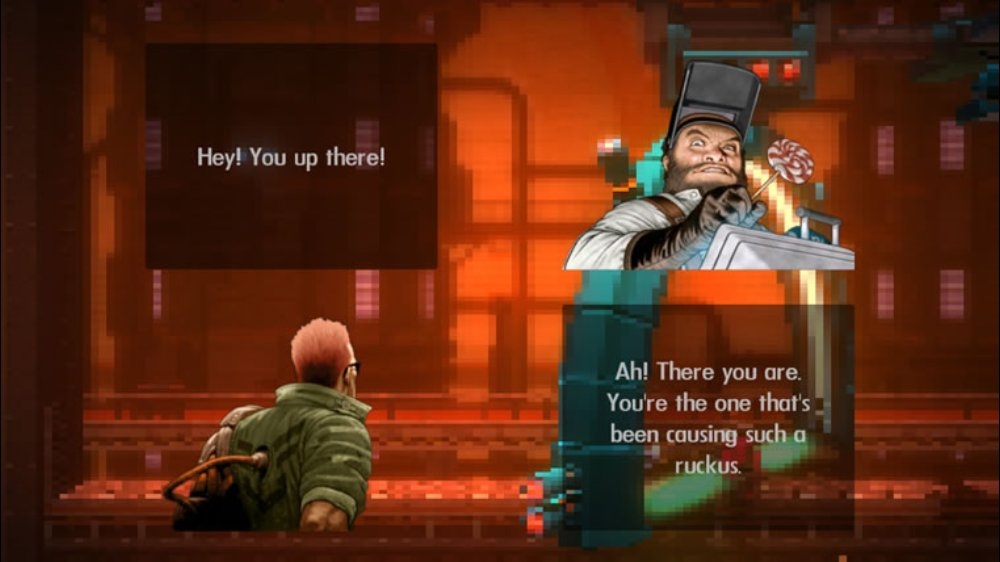 Hey! You up there!
Ah! There you are.
You're the one that's
been causing such a
ruckus.